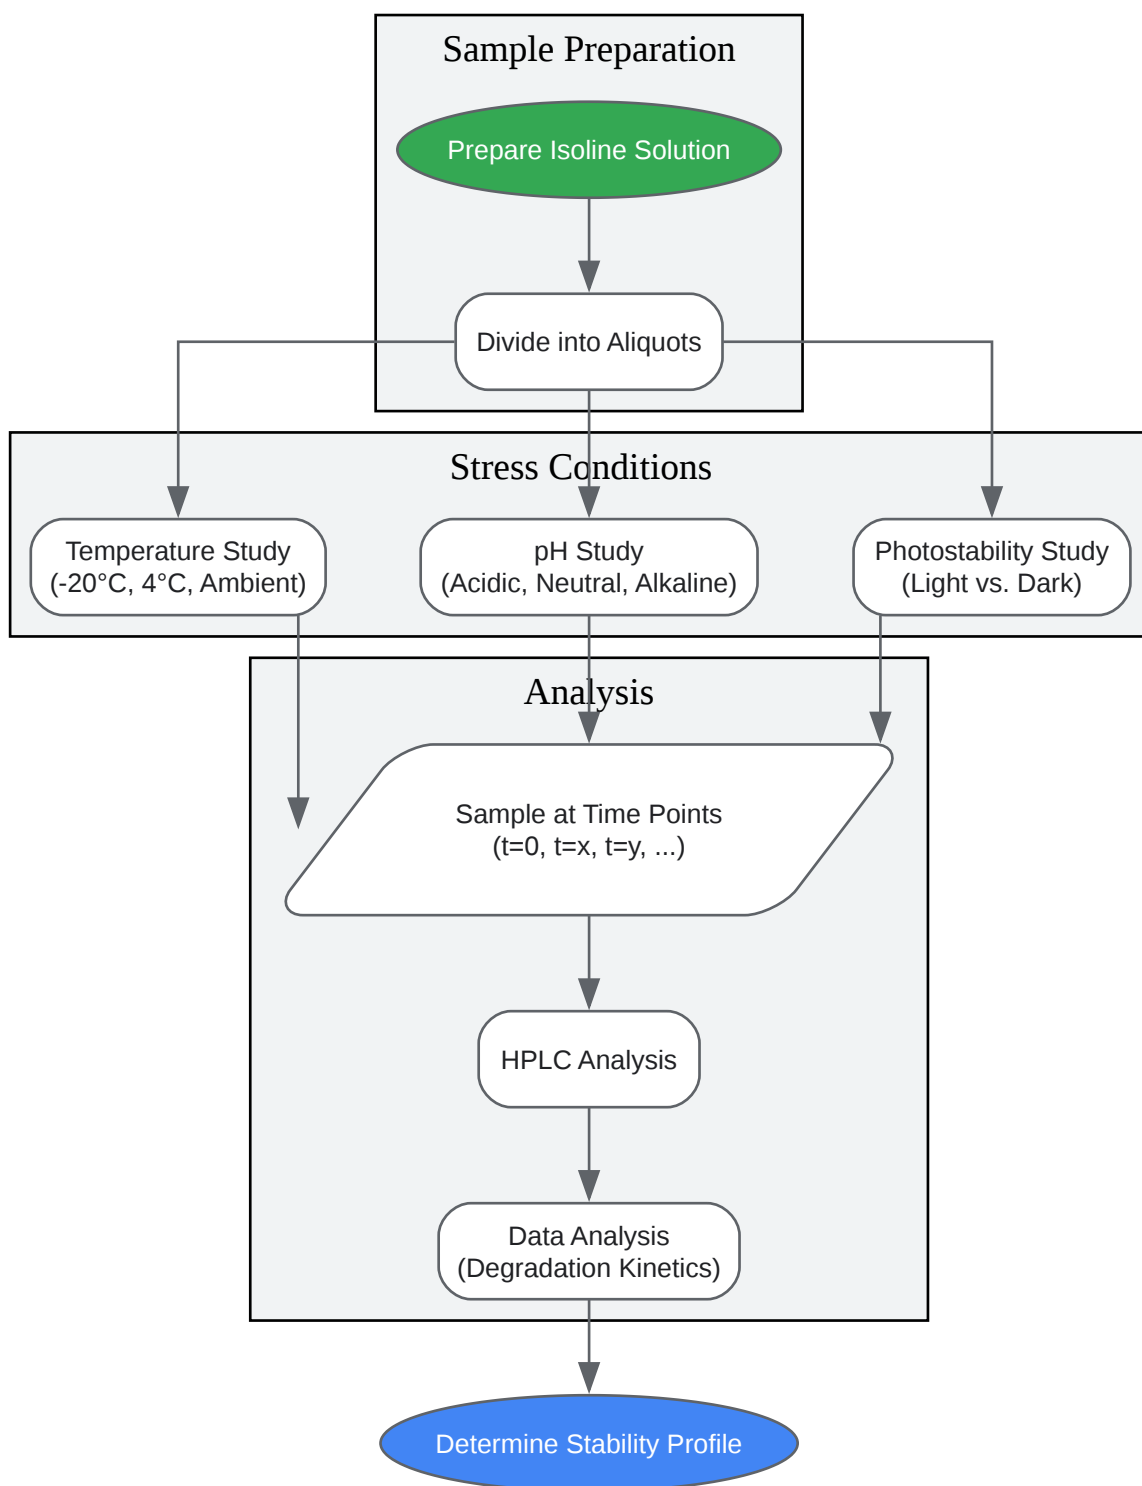 Sample Preparation
Prepare Isoline Solution
Divide into Aliquots
Stress Conditions
Temperature Study
(-20°C, 4°C, Ambient)
pH Study
(Acidic, Neutral, Alkaline)
Photostability Study
(Light vs. Dark)
Analysis
Sample at Time Points
(t=0, t=x, t=y, ...)
HPLC Analysis
Data Analysis
(Degradation Kinetics)
Determine Stability Profile